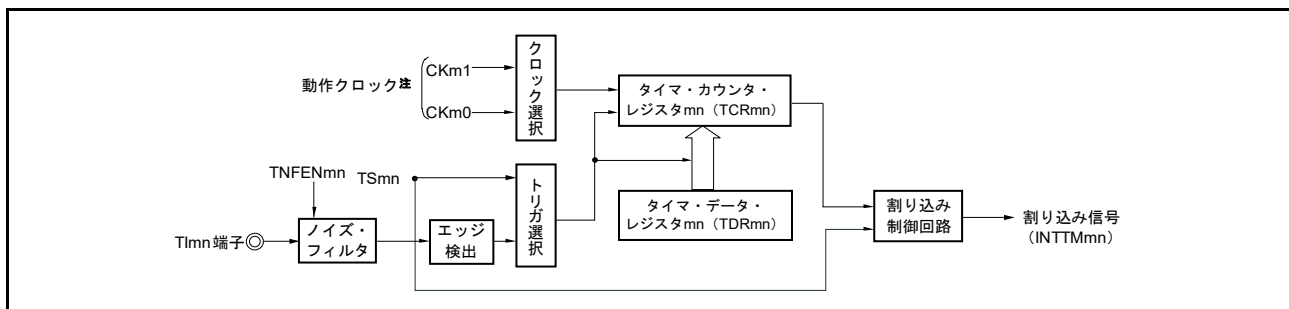 動作クロック注
CKm1
CKm0
クロック選択
タイマ・カウンタ・
レジスタmn（TCRmn）
TNFENmn
TSmn
TImn端子
ノイズ・
フィルタ
エッジ
検出
トリガ選択
タイマ・データ・
レジスタmn（TDRmn）
割り込み
制御回路
割り込み信号
（INTTMmn）